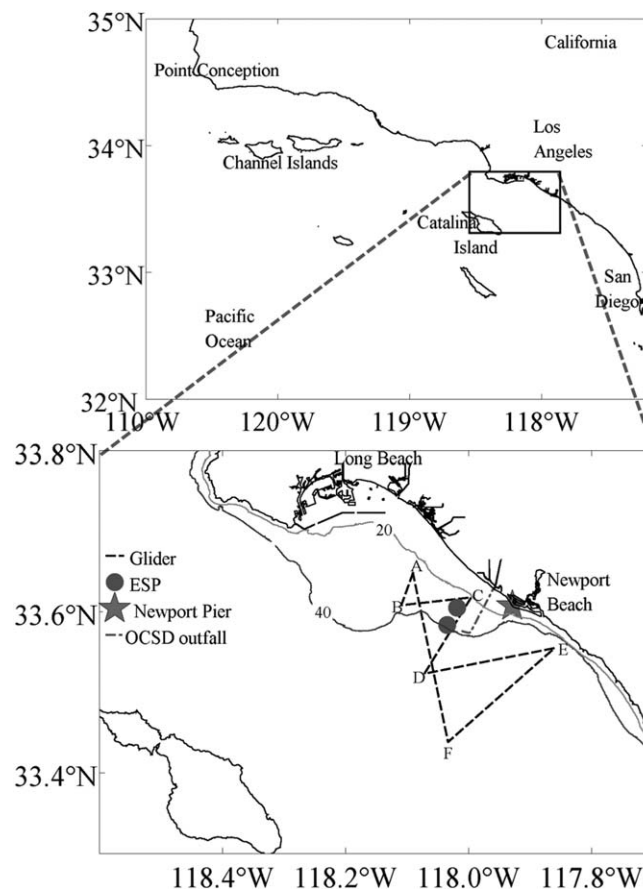 35°N
California
Point Conception
Los
Angeles
34°N
Channel Islands
Catalina
Island
33°N
San
Diego
Pacific
Ocean
32°N
110°W
120°W
119°W
118°W
33.8°N
Long Beach
20
Glider
A
ESP
C
Newport
Beach
Newport Pier
B
33.6°N
40
OCSD outfall
E
D
F
33.4°N
118.4°W
118.2°W
118.0°W
117.8°W